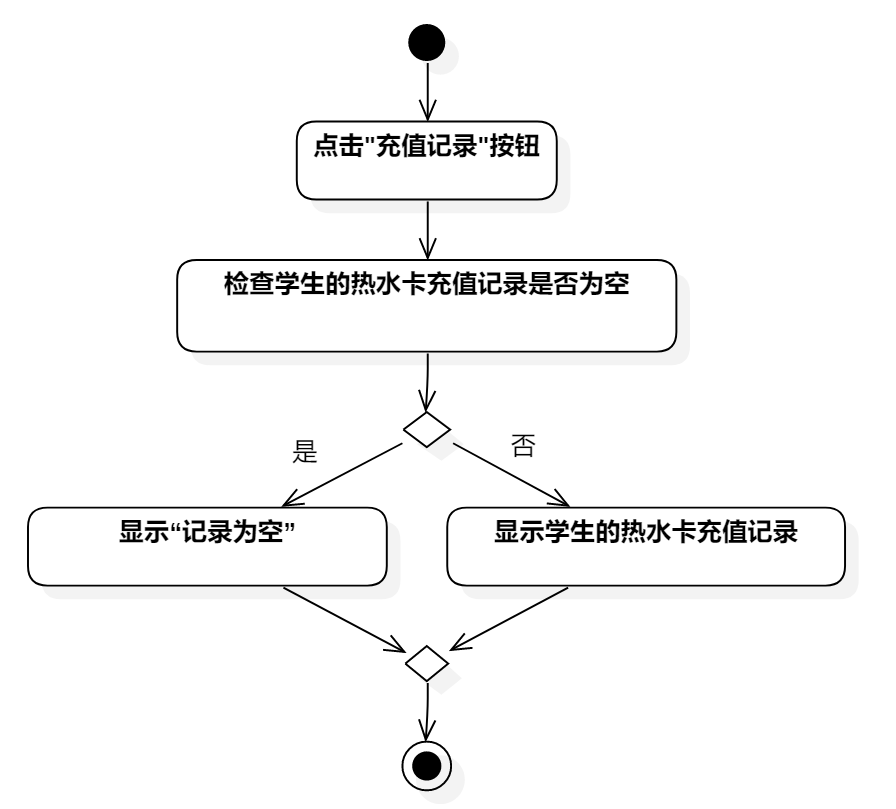 点击"充值记录"按钮
检查学生的热水卡充值记录是否为空
是
否
显示“记录为空”
显示学生的热水卡充值记录